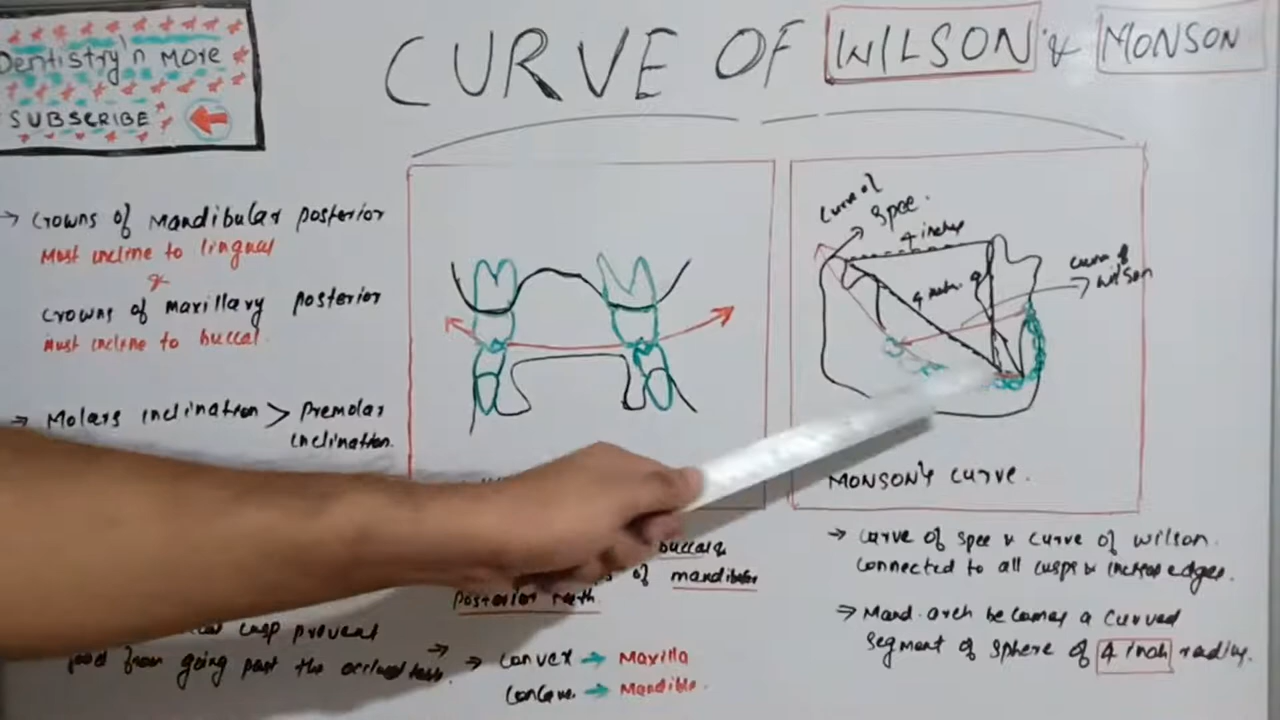 Dentistry'n MORE
SUBSCRIBE
CURVE OF WILSON & MONSON
→ Crowns of Mandibular posterior
Must incline to lingual
&
Crowns of maxillary posterior
Must incline to buccal.
→ Molars inclination > Premolar
inclination.
cusp prevent
food from going past the occlusal
buccal &
of mandibular
posterior teeth
→ Convex → Maxilla
Concave → Mandible.
Curve of
Spee.
4 inches
4 inch.
Curve of
Wilson
MONSON'S CURVE.
→ Curve of Spee & Curve of Wilson.
Connected to all cusps & incisal edges.
→ Mand. arch becomes a curved
segment of sphere of 4 inch radius.